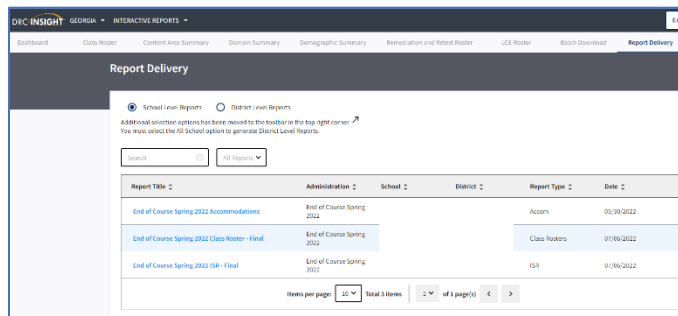 DRC INSIGHT GEORGIA INTERACTIVE REPORTS
Dashboard Class Roster Content Area Summary Domain Summary Demographic Summary Remediation and Retest Roster LCE Roster Batch Download Report Delivery
Report Delivery
School Level Reports District Level Reports
Additional selection options has been moved to the toolbar in the top right corner
You must select the All School option to generate District Level Reports.
Search All Reports
Report Title Administration School District Report Type Date
End of Course Spring 2022 Accommodations End of Course Spring 2022 Accom 05/30/2022
End of Course Spring 2022 Class Roster - Final End of Course Spring 2022 Class Rosters 07/06/2022
End of Course Spring 2022 ISR - Final End of Course Spring 2022 ISR 07/06/2022
Items per page: 10 Total 3 items 1 of 1 page(s) < >